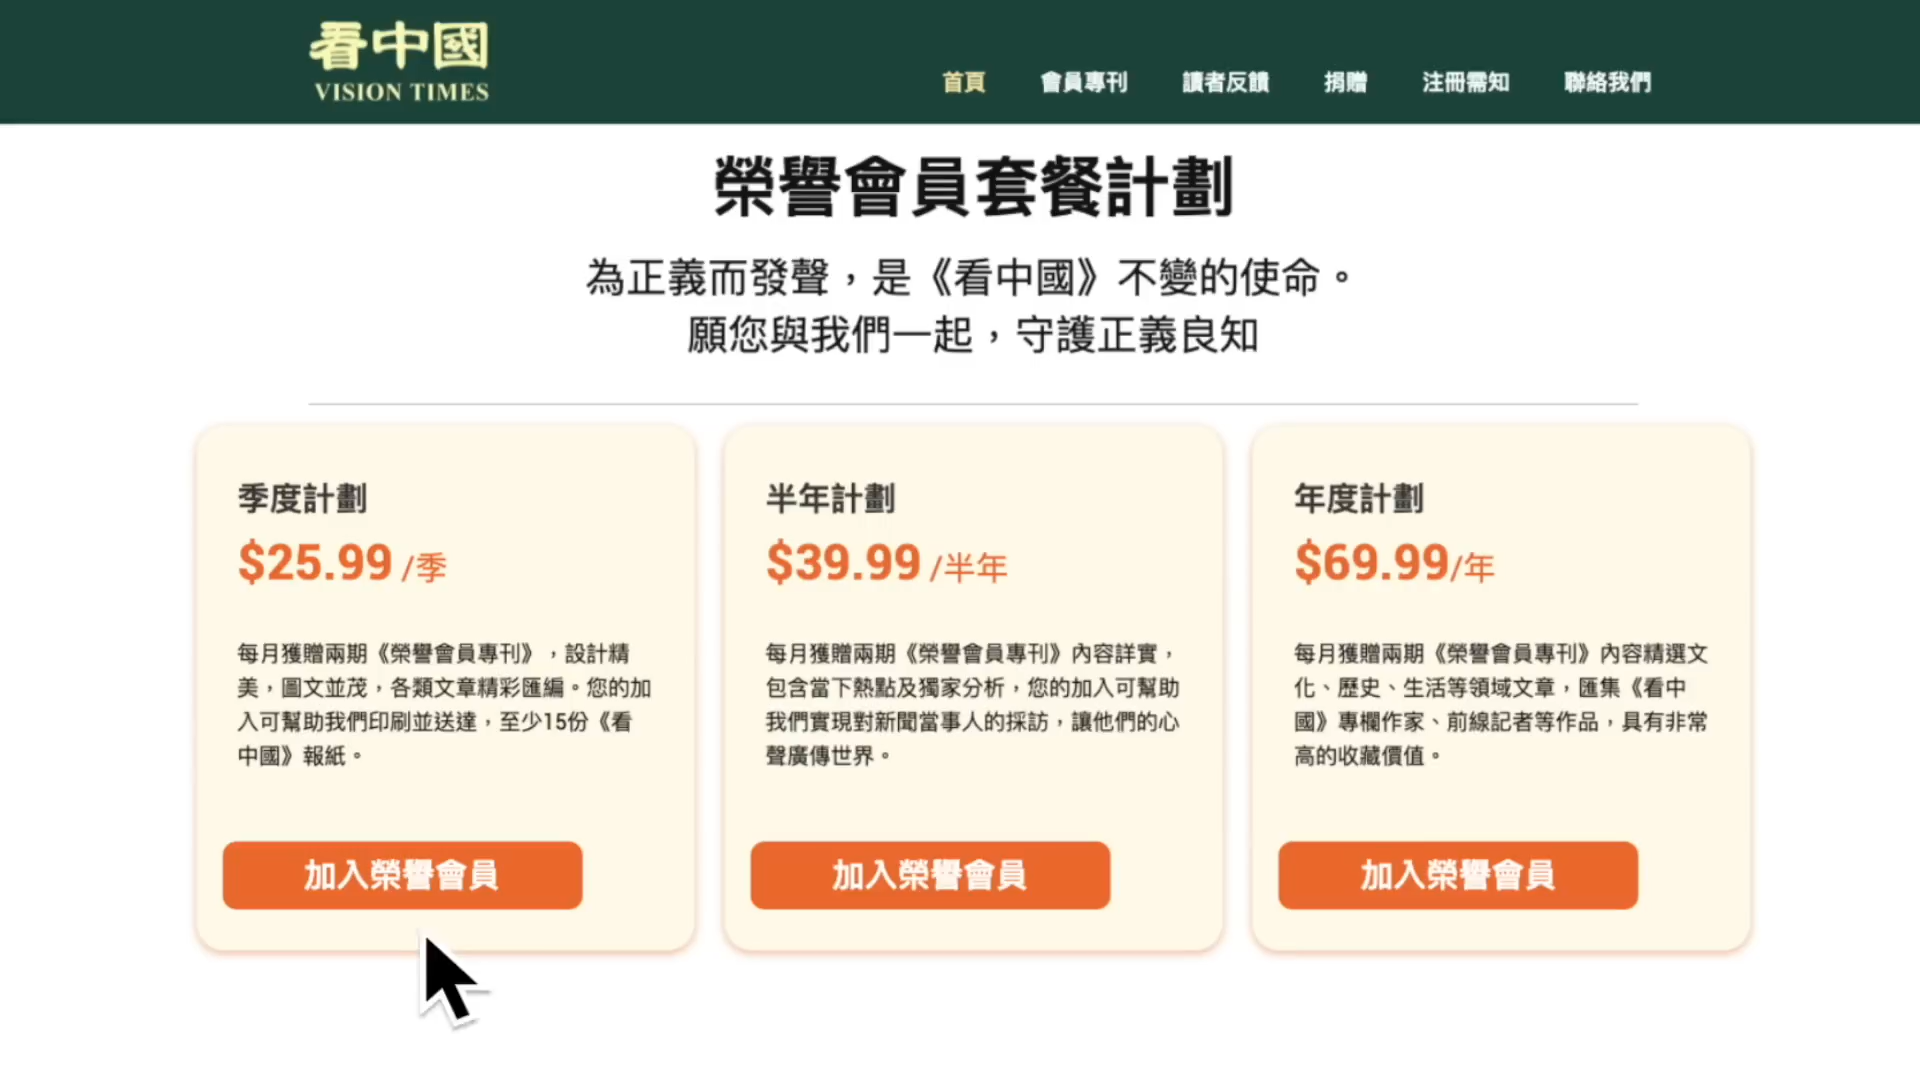 看中國
VISION TIMES
首頁 會員專刊 讀者反饋 捐贈 注冊需知 聯絡我們
榮譽會員套餐計劃
為正義而發聲，是《看中國》不變的使命。
願您與我們一起，守護正義良知
季度計劃
$25.99 /季
每月獲贈兩期《榮譽會員專刊》，設計精
美，圖文並茂，各類文章精彩匯編。您的加
入可幫助我們印刷並送達，至少15份《看
中國》報紙。
加入榮譽會員
半年計劃
$39.99 /半年
每月獲贈兩期《榮譽會員專刊》內容詳實，
包含當下熱點及獨家分析，您的加入可幫助
我們實現對新聞當事人的採訪，讓他們的心
聲廣傳世界。
加入榮譽會員
年度計劃
$69.99/年
每月獲贈兩期《榮譽會員專刊》內容精選文
化、歷史、生活等領域文章，匯集《看中
國》專欄作家、前線記者等作品，具有非常
高的收藏價值。
加入榮譽會員